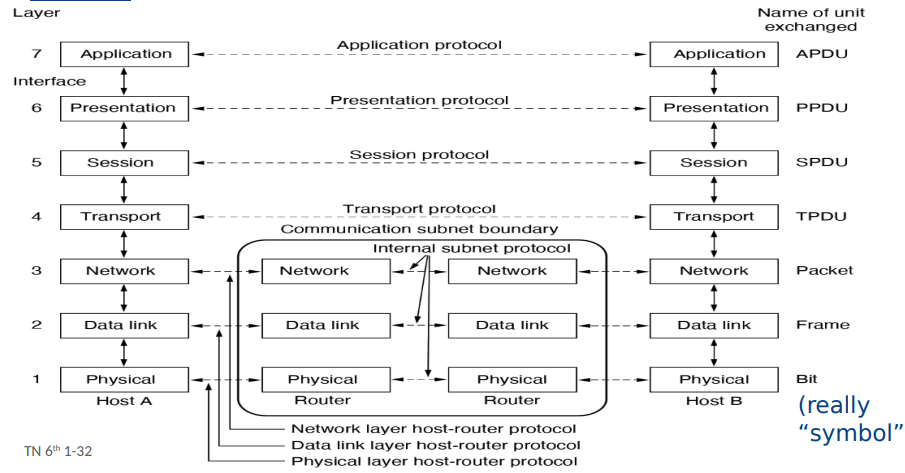 Layer
Name of unit
exchanged
7 Application Application protocol Application APDU
Interface
6 Presentation Presentation protocol Presentation PPDU
5 Session Session protocol Session SPDU
4 Transport Transport protocol Transport TPDU
Communication subnet boundary
Internal subnet protocol
3 Network Network Network Network Packet
2 Data link Data link Data link Data link Frame
1 Physical Physical Physical Physical Bit
Host A Router Router Host B
(really
“symbol”
Network layer host-router protocol
Data link layer host-router protocol
Physical layer host-router protocol
TN 6th 1-32